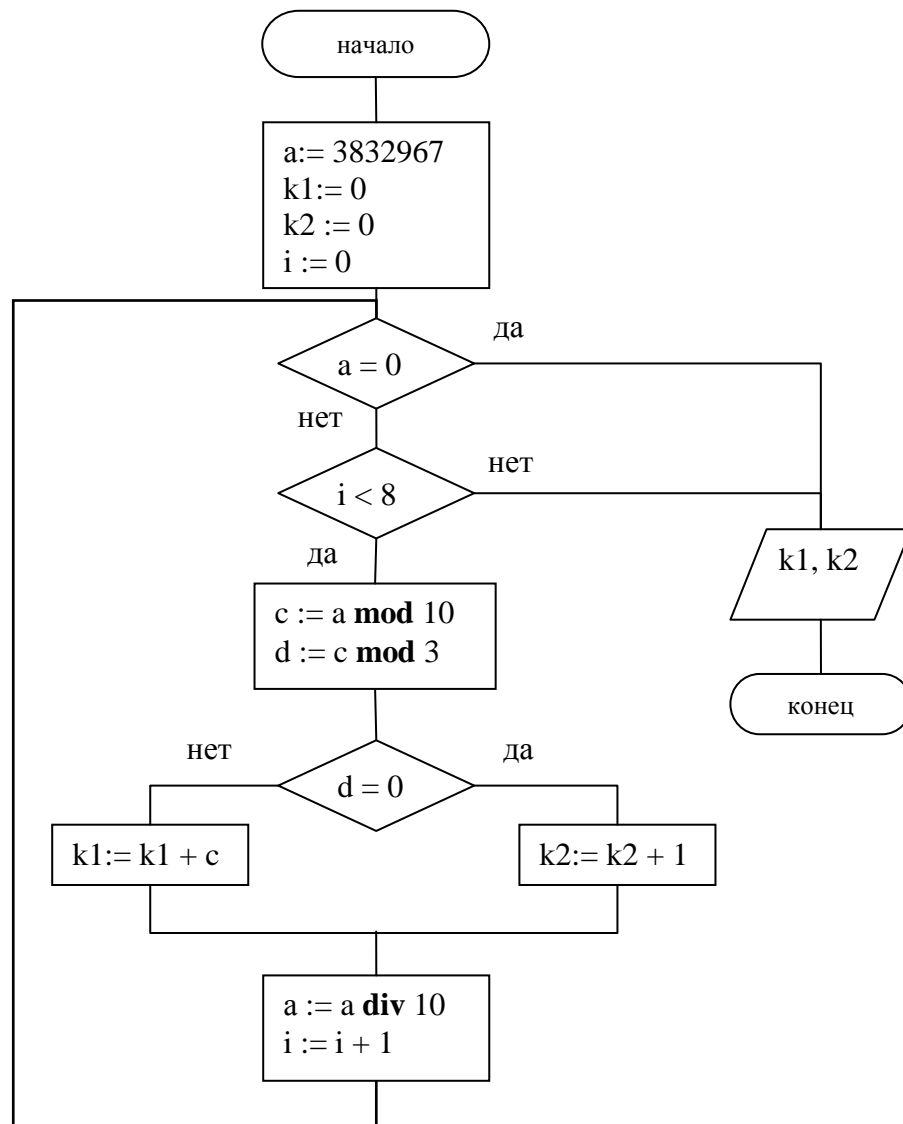 начало
a:= 3832967
k1:= 0
k2 := 0
i := 0
да
a = 0
нет
нет
i < 8
да
k1, k2
c := a mod 10
d := c mod 3
конец
нет
да
d = 0
k1:= k1 + c
k2:= k2 + 1
a := a div 10
i := i + 1